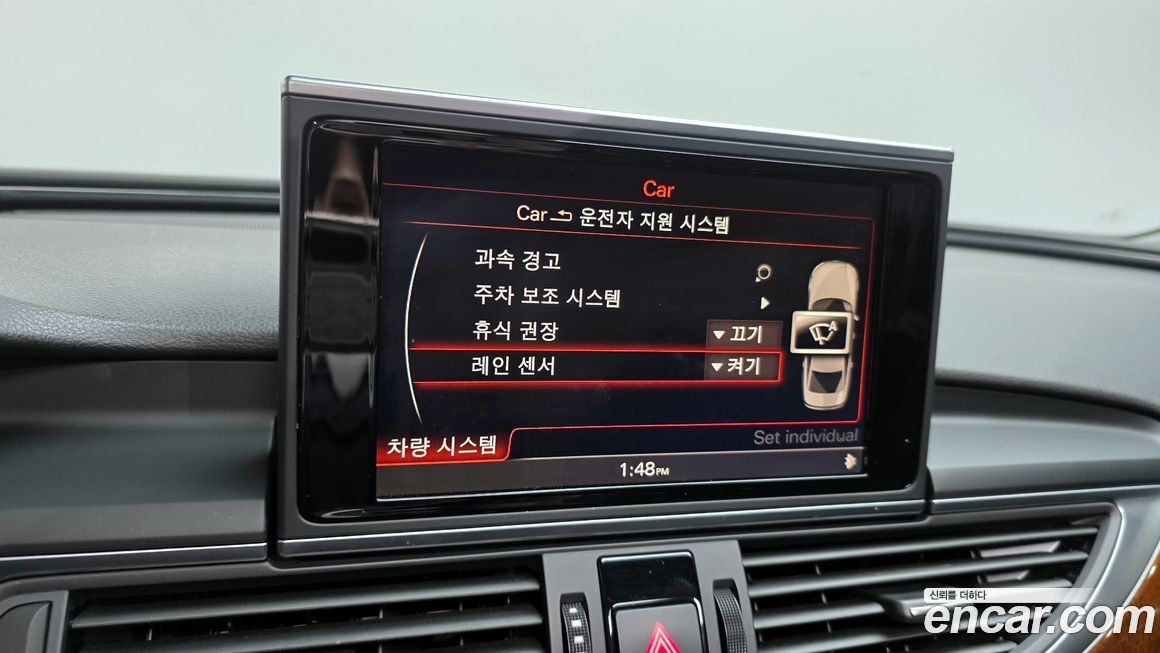 Car
Car 운전자 지원 시스템
과속 경고
주차 보조 시스템
휴식 권장 끄기
레인 센서 켜기
A
차량 시스템
Set individual
1:48PM
신뢰를 더하다
encar.com